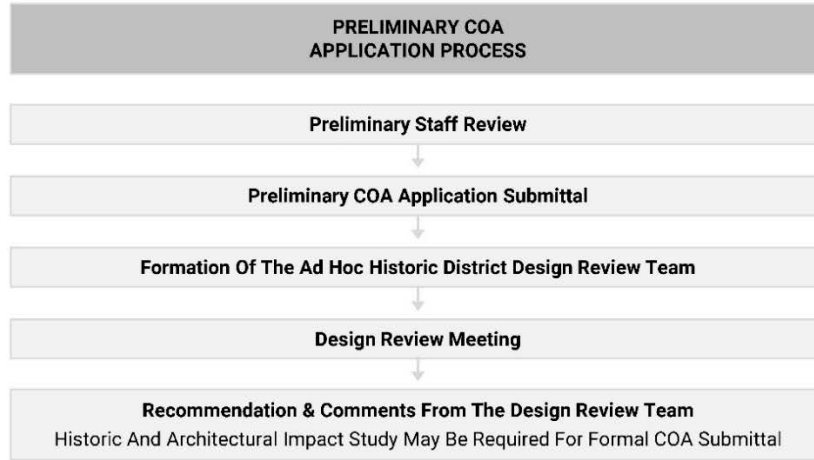 PRELIMINARY COA
APPLICATION PROCESS
Preliminary Staff Review
Preliminary COA Application Submittal
Formation Of The Ad Hoc Historic District Design Review Team
Design Review Meeting
Recommendation & Comments From The Design Review Team
Historic And Architectural Impact Study May Be Required For Formal COA Submittal